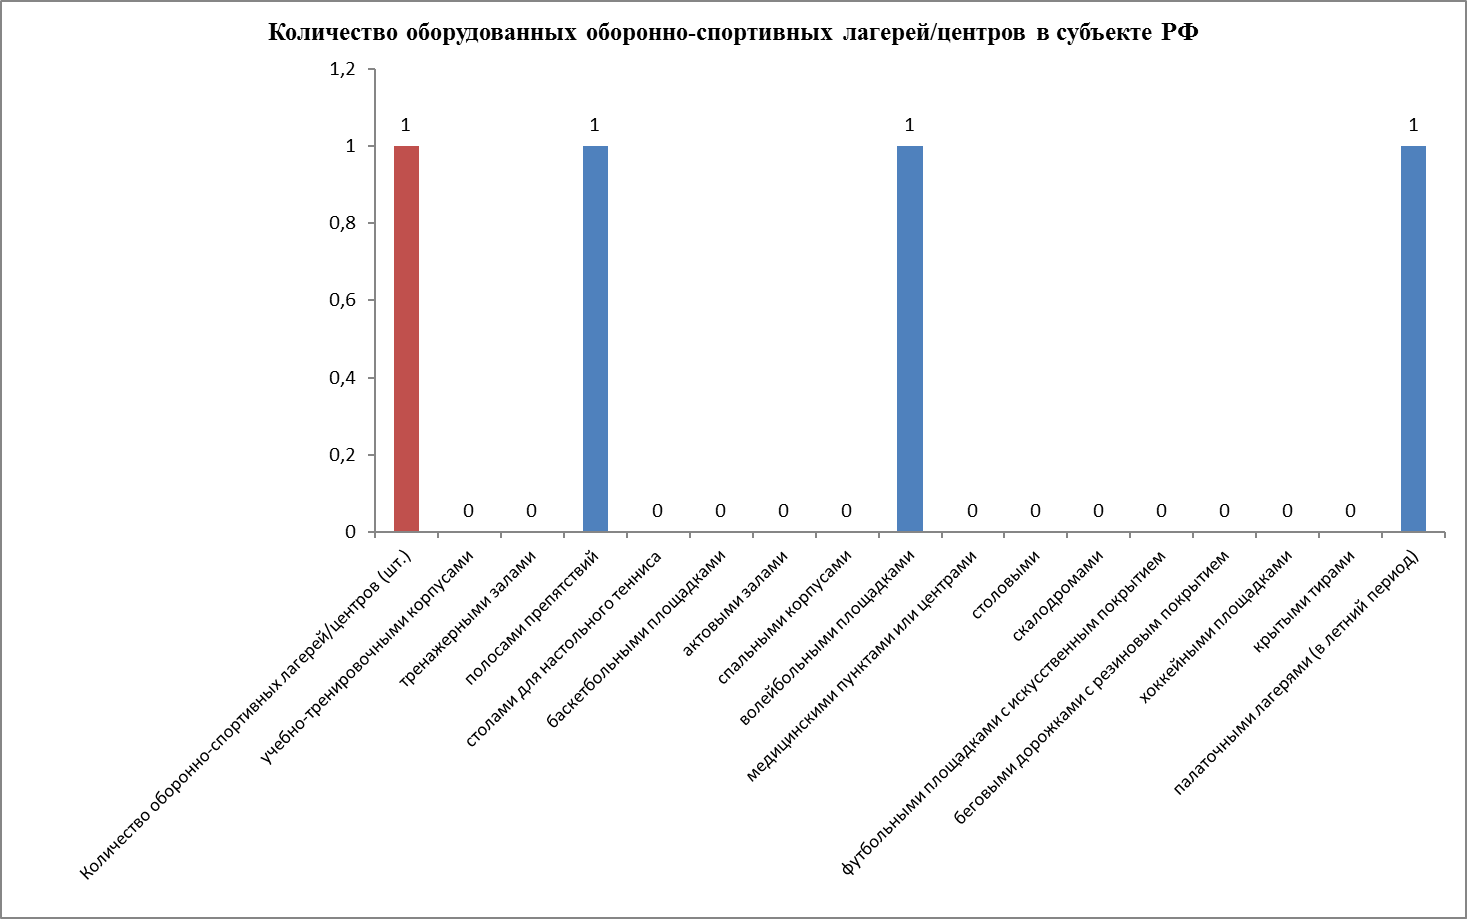 Количество оборудованных оборонно-спортивных лагерей/центров в субъекте РФ
1,2
1
0,8
0,6
0,4
0,2
0
1
0
0
1
0
0
0
0
1
0
0
0
0
0
0
0
1
Количество оборонно-спортивных лагерей/центров (шт.)
учебно-тренировочными корпусами
тренажерными залами
полосами препятствий
столами для настольного тенниса
баскетбольными площадками
актовыми залами
спальными корпусами
волейбольными площадками
медицинскими пунктами или центрами
столовыми
скалодромами
футбольными площадками с искусственным покрытием
беговыми дорожками с резиновым покрытием
хоккейными площадками
крытыми тирами
палаточными лагерями (в летний период)